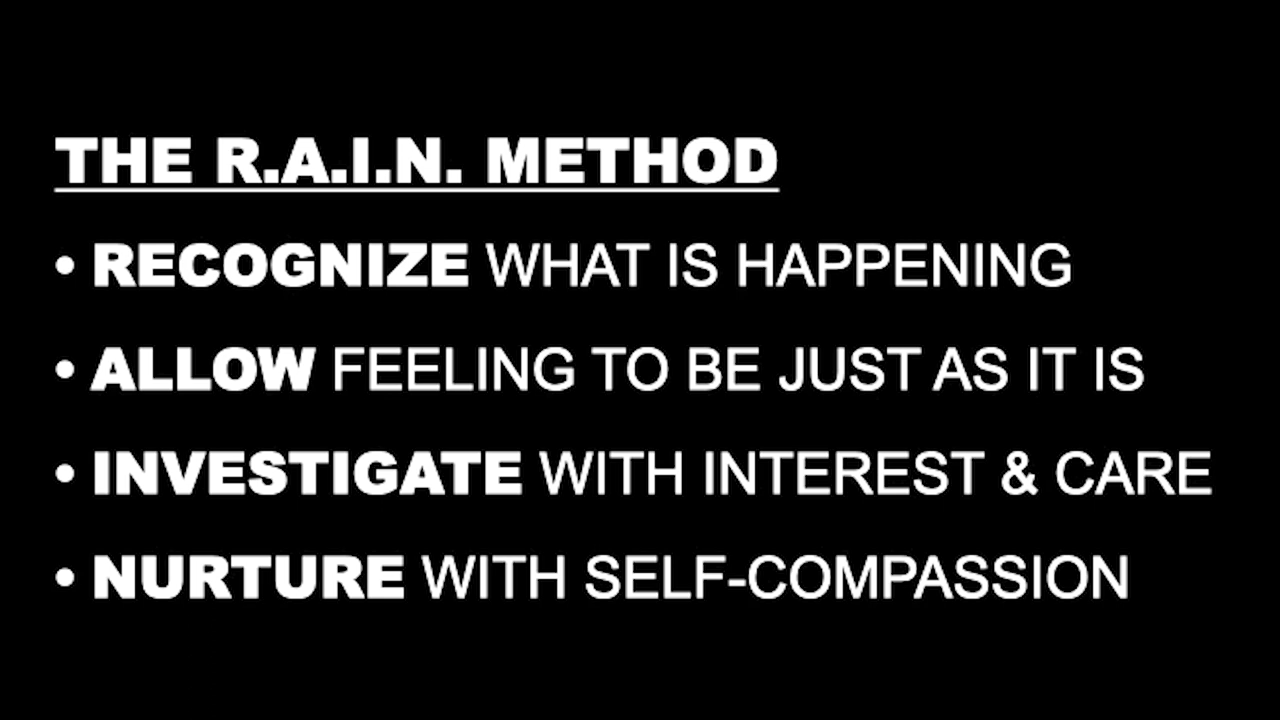 THE R.A.I.N. METHOD
• RECOGNIZE WHAT IS HAPPENING
• ALLOW FEELING TO BE JUST AS IT IS
• INVESTIGATE WITH INTEREST & CARE
• NURTURE WITH SELF-COMPASSION